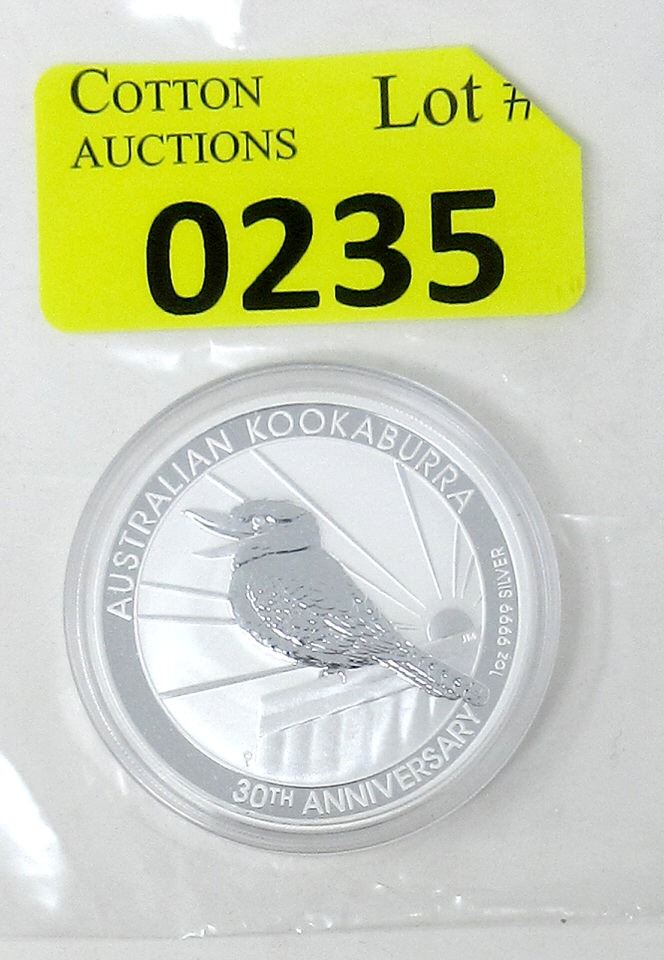 COTTON
AUCTIONS
Lot #
0235
AUSTRALIAN KOOKABURRA
1oz 9999 SILVER
30TH ANNIVERSARY
P